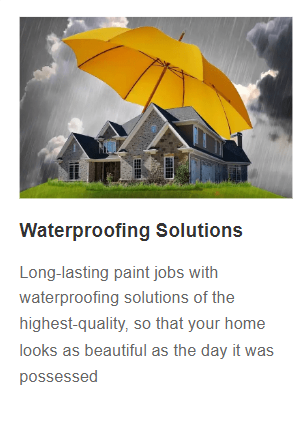 Waterproofing Solutions
Long-lasting paint jobs with
waterproofing solutions of the
highest-quality, so that your home
looks as beautiful as the day it was
possessed